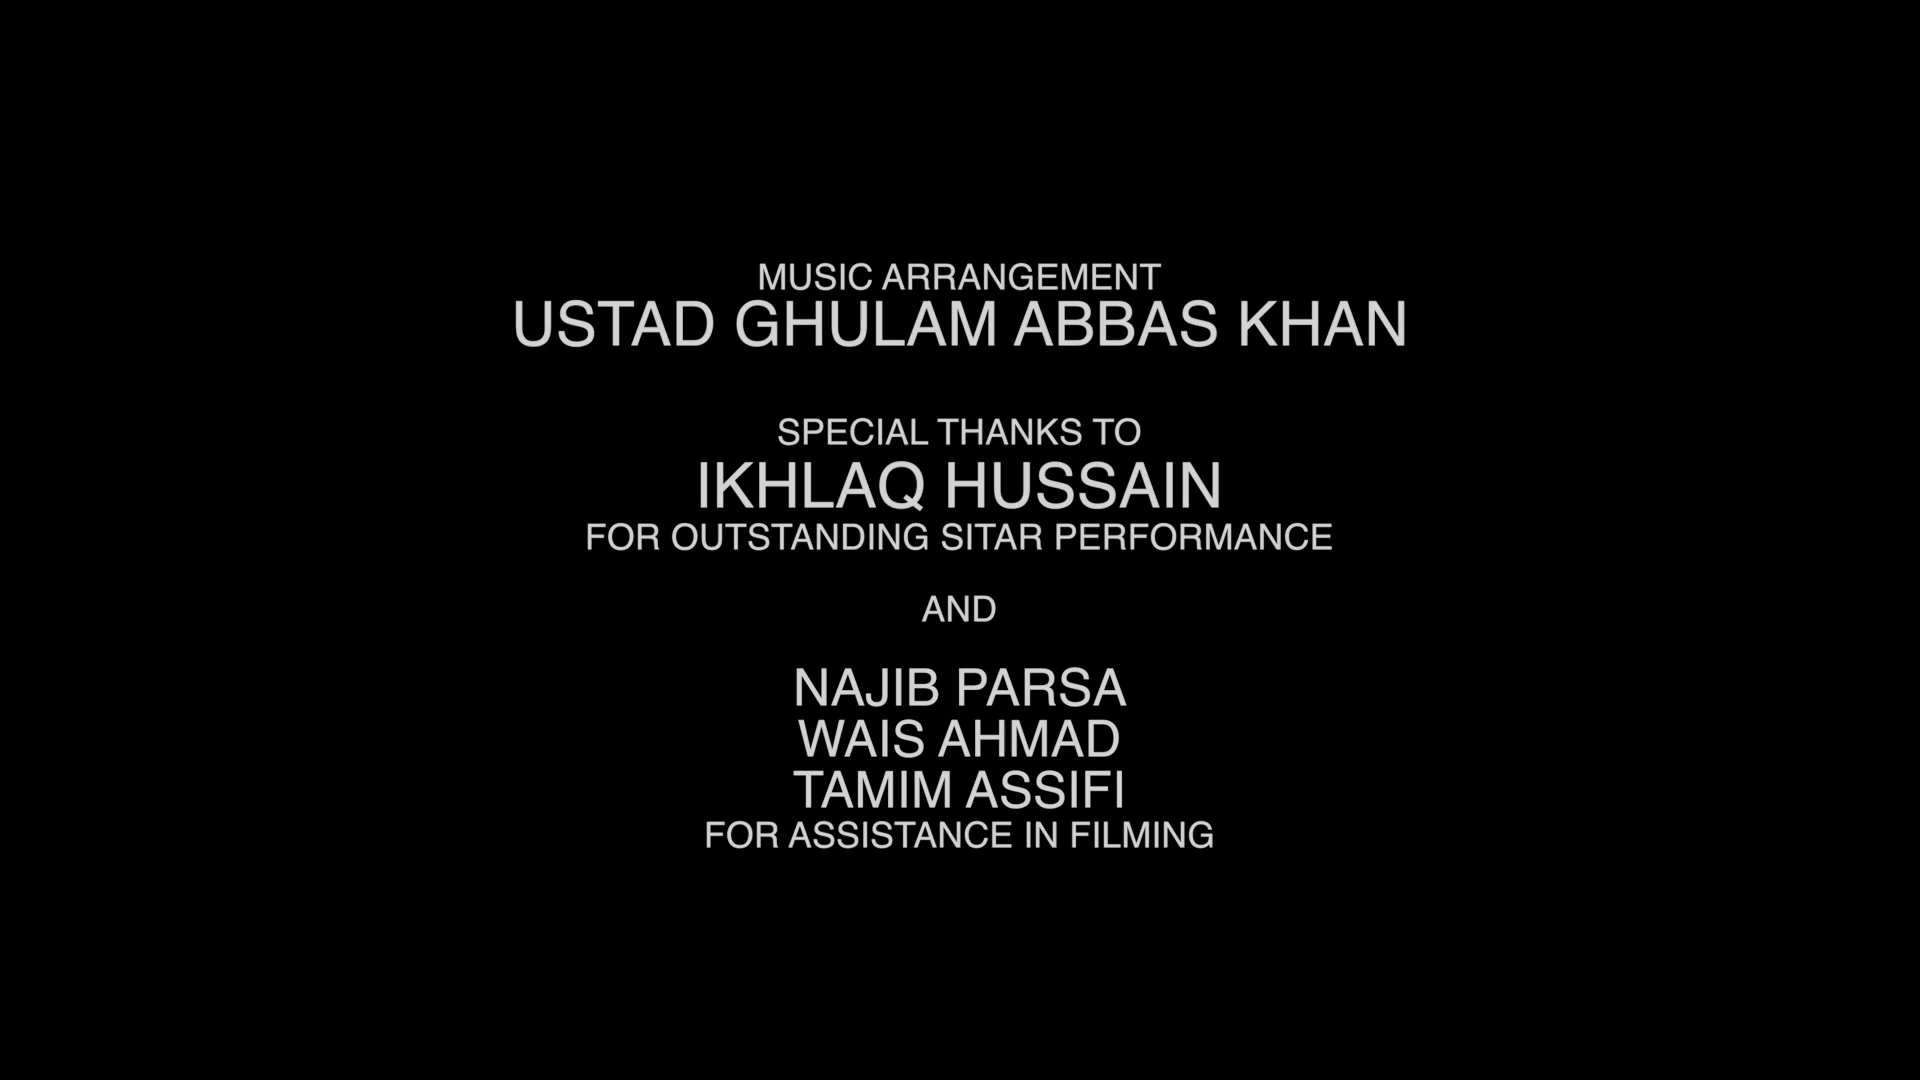 MUSIC ARRANGEMENT
USTAD GHULAM ABBAS KHAN
SPECIAL THANKS TO
IKHLAQ HUSSAIN
FOR OUTSTANDING SITAR PERFORMANCE
AND
NAJIB PARSA
WAIS AHMAD
TAMIM ASSIFI
FOR ASSISTANCE IN FILMING